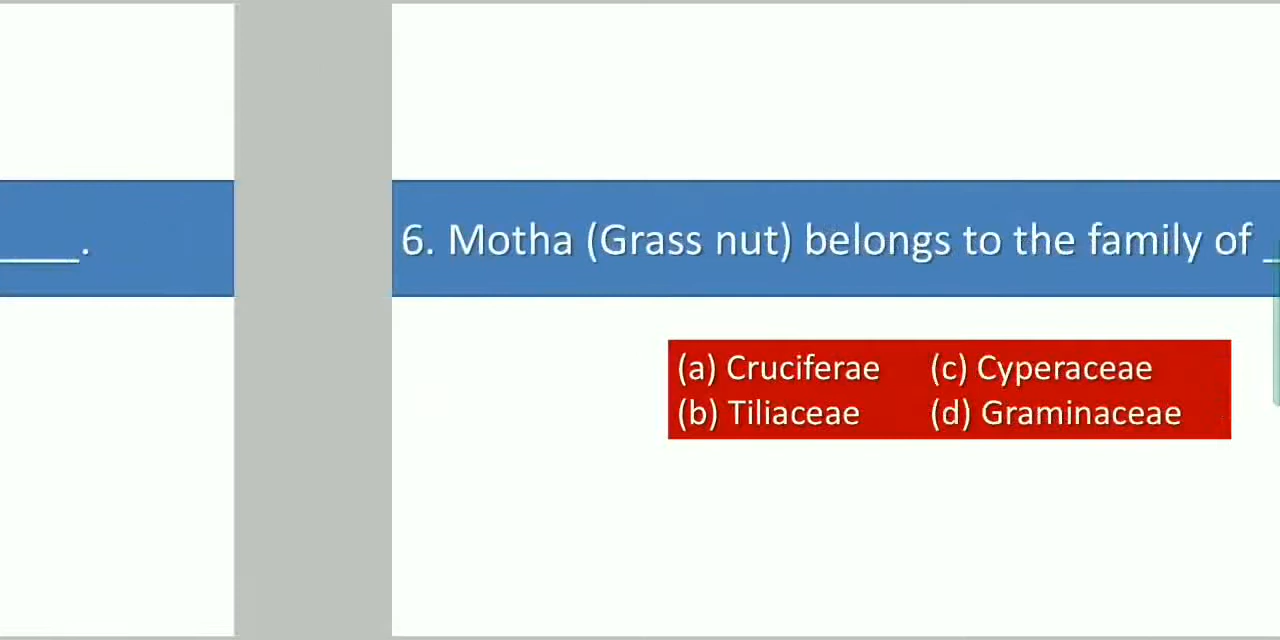 ____.
6. Motha (Grass nut) belongs to the family of _
(a) Cruciferae (c) Cyperaceae
(b) Tiliaceae (d) Graminaceae